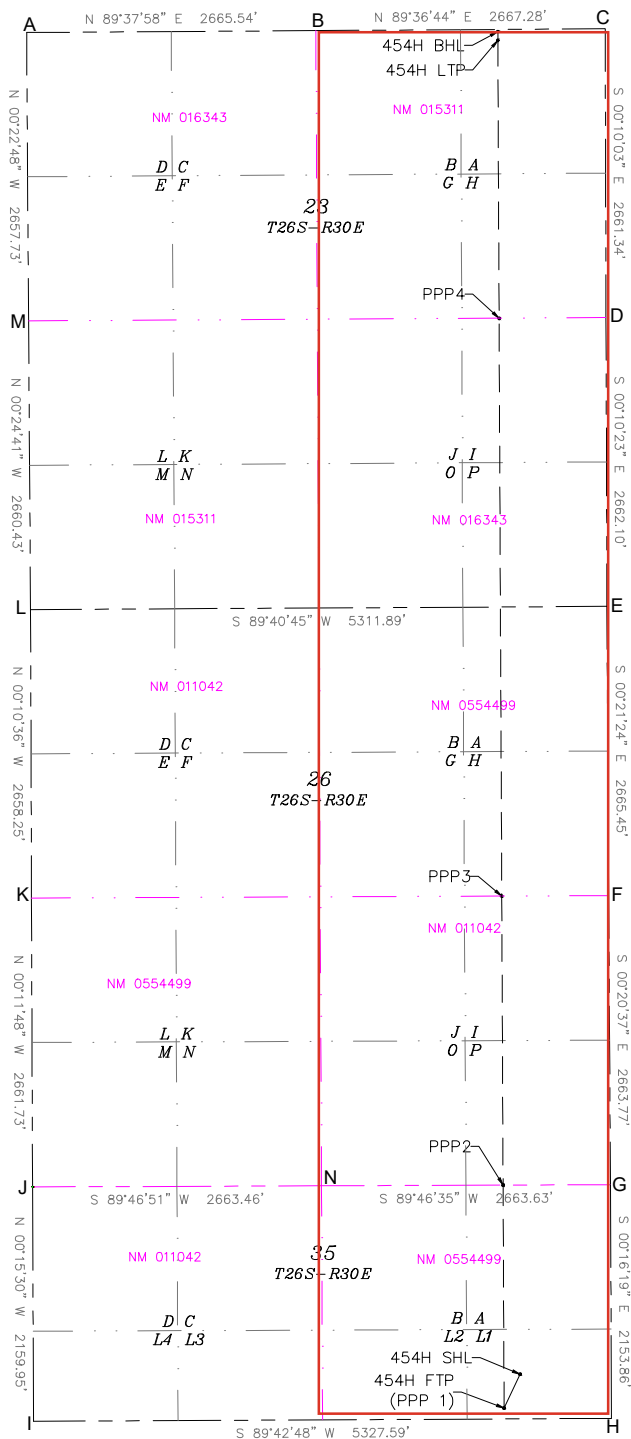 A
N 89°37'58" E 2665.54'
B
N 89°36'44" E 2667.28'
C
454H BHL
454H LTP
N 00°22'48" W 2657.73'
NM 016343
NM 015311
S 00°10'03" E 2661.34'
D C
E F
B A
G H
23
T26S-R30E
PPP4
M
D
N 00°24'41" W 2660.43'
S 00°10'23" E 2662.10'
L K
M N
J I
O P
NM 015311
NM 016343
L
E
S 89°40'45" W 5311.89'
N 00°10'36" W 2658.25'
NM 011042
NM 0554499
S 00°21'24" E 2665.45'
D C
E F
B A
G H
26
T26S-R30E
PPP3
K
F
NM 011042
N 00°11'48" W 2661.73'
NM 0554499
S 00°20'37" E 2663.77'
L K
M N
J I
O P
PPP2
J
N
G
S 89°46'51" W 2663.46'
S 89°46'35" W 2663.63'
N 00°15'30" W 2159.95'
NM 011042
35
T26S-R30E
NM 0554499
S 00°16'19" E 2153.86'
D C
L4 L3
B A
L2 L1
454H SHL
454H FTP
(PPP 1)
I
H
S 89°42'48" W 5327.59'